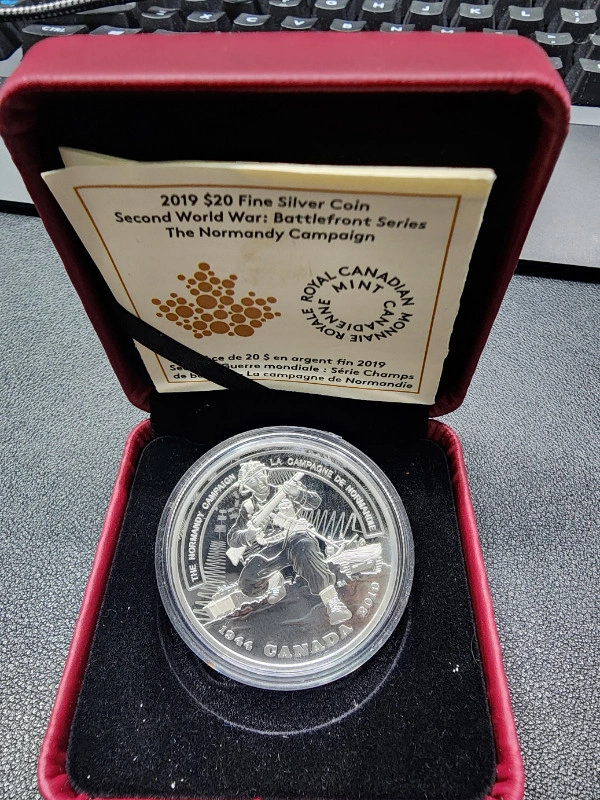 2019 $20 Fine Silver Coin
Second World War: Battlefront Series
The Normandy Campaign
ROYAL CANADIAN MINT
MONNAIE ROYALE CANADIENNE
de 20 $ en argent fin 2019
Guerre mondiale : Série Champs
de La campagne de Normandie
THE NORMANDY CAMPAIGN
LA CAMPAGNE DE NORMANDIE
1944 CANADA 2019
CTRL